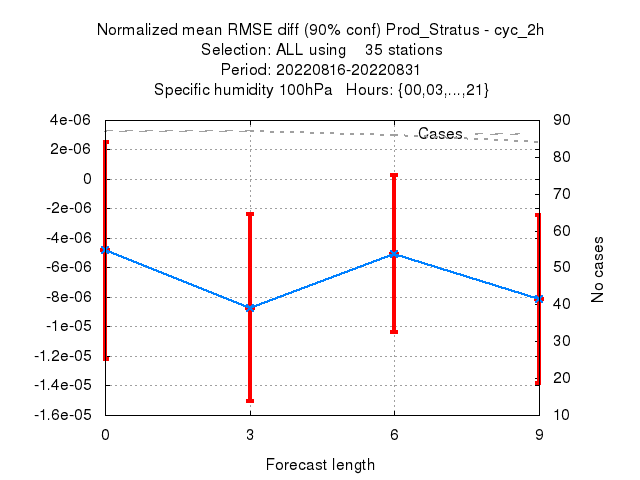 Normalized mean RMSE diff (90% conf) Prod_Stratus - cyc_2h
Selection: ALL using 35 stations
Period: 20220816-20220831
Specific humidity 100hPa Hours: {00,03,...,21}
4e-06
2e-06
0
-2e-06
-4e-06
-6e-06
-8e-06
-1e-05
-1.2e-05
-1.4e-05
-1.6e-05
Cases
90
80
70
60
50
40
30
20
10
No cases
0 3 6 9
Forecast length